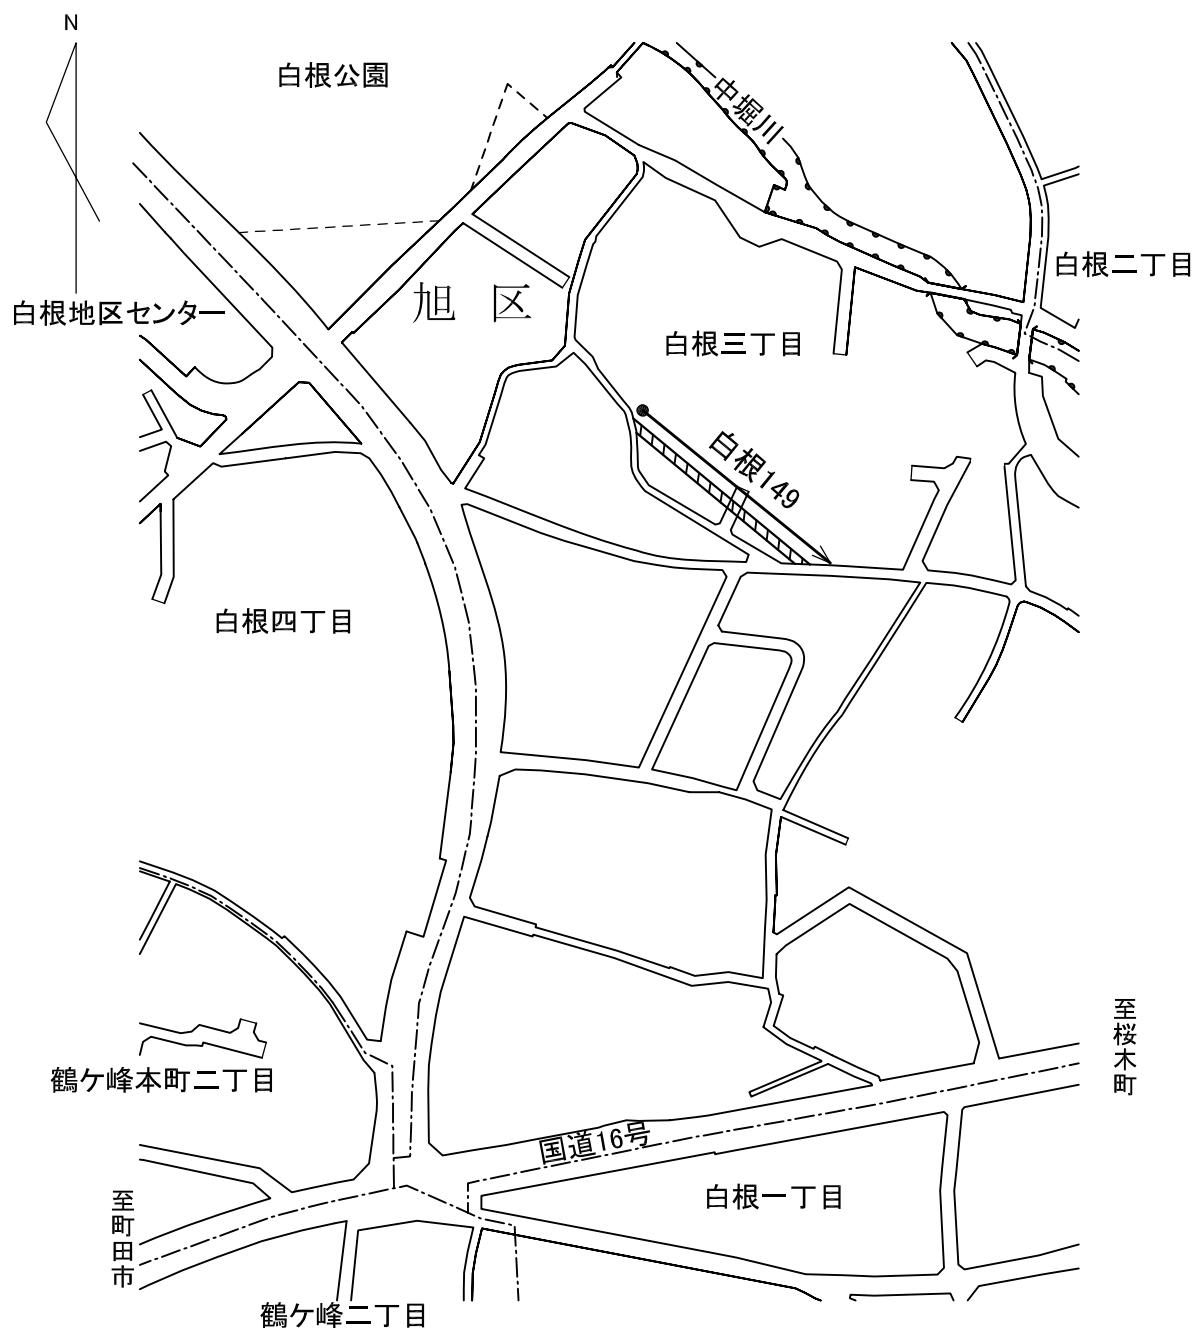 N
白根公園
中堀川
白根二丁目
白根地区センター
旭 区
白根三丁目
白根149
白根四丁目
至桜木町
鶴ケ峰本町二丁目
国道16号
白根一丁目
至町田市
鶴ケ峰二丁目